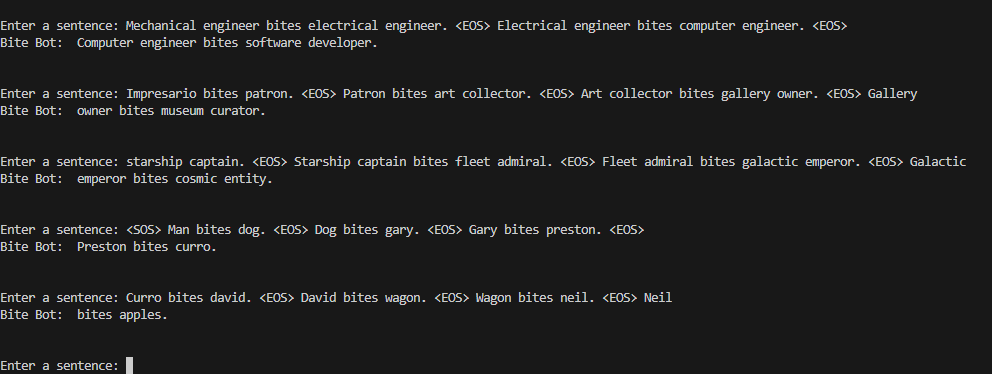 Enter a sentence: Mechanical engineer bites electrical engineer. <EOS> Electrical engineer bites computer engineer. <EOS>
Bite Bot:  Computer engineer bites software developer.
Enter a sentence: Impresario bites patron. <EOS> Patron bites art collector. <EOS> Art collector bites gallery owner. <EOS> Gallery
Bite Bot:  owner bites museum curator.
Enter a sentence: starship captain. <EOS> Starship captain bites fleet admiral. <EOS> Fleet admiral bites galactic emperor. <EOS> Galactic
Bite Bot:  emperor bites cosmic entity.
Enter a sentence: <SOS> Man bites dog. <EOS> Dog bites gary. <EOS> Gary bites preston. <EOS>
Bite Bot:  Preston bites curro.
Enter a sentence: Curro bites david. <EOS> David bites wagon. <EOS> Wagon bites neil. <EOS> Neil
Bite Bot:  bites apples.
Enter a sentence: